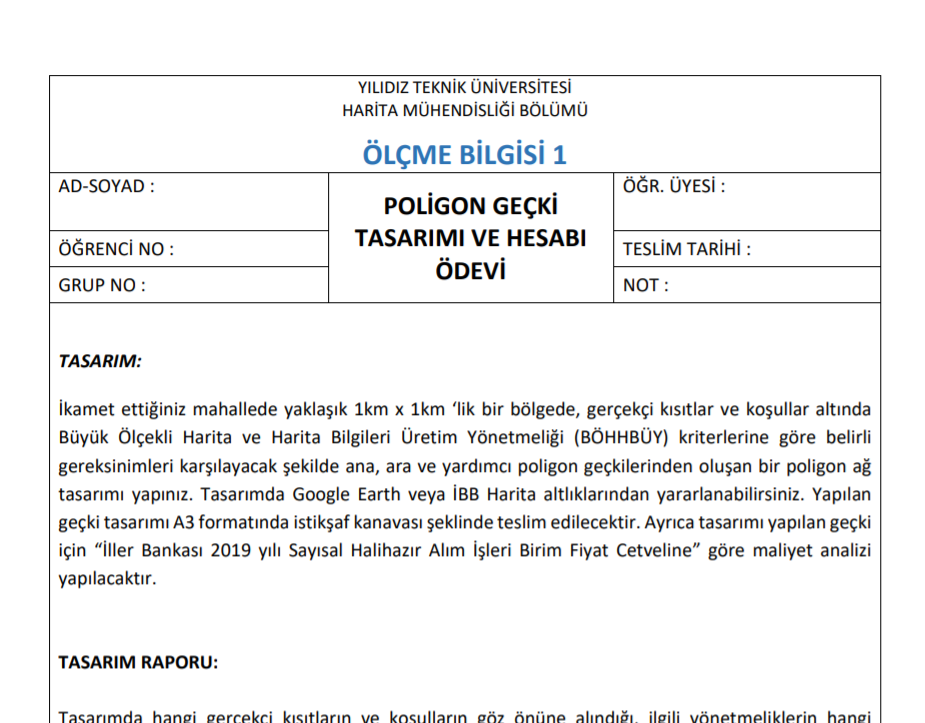 YILIDIZ TEKNİK ÜNİVERSİTESİ
HARİTA MÜHENDİSLİĞİ BÖLÜMÜ
ÖLÇME BİLGİSİ 1
AD-SOYAD :
POLİGON GEÇKİ
TASARIMI VE HESABI
ÖDEVİ
ÖĞR. ÜYESİ :
ÖĞRENCİ NO :
TESLİM TARİHİ :
GRUP NO :
NOT :
TASARIM:
İkamet ettiğiniz mahallede yaklaşık 1km x 1km ‘lik bir bölgede, gerçekçi kısıtlar ve koşullar altında
Büyük Ölçekli Harita ve Harita Bilgileri Üretim Yönetmeliği (BÖHHBÜY) kriterlerine göre belirli
gereksinimleri karşılayacak şekilde ana, ara ve yardımcı poligon geçkilerinden oluşan bir poligon ağ
tasarımı yapınız. Tasarımda Google Earth veya İBB Harita altlıklarından yararlanabilirsiniz. Yapılan
geçki tasarımı A3 formatında istikşaf kanavası şeklinde teslim edilecektir. Ayrıca tasarımı yapılan geçki
için “İller Bankası 2019 yılı Sayısal Halihazır Alım İşleri Birim Fiyat Cetveline” göre maliyet analizi
yapılacaktır.
TASARIM RAPORU:
Tasarımda hangi gerçekçi kısıtların ve koşulların göz önüne alındığı, ilgili yönetmeliklerin hangi